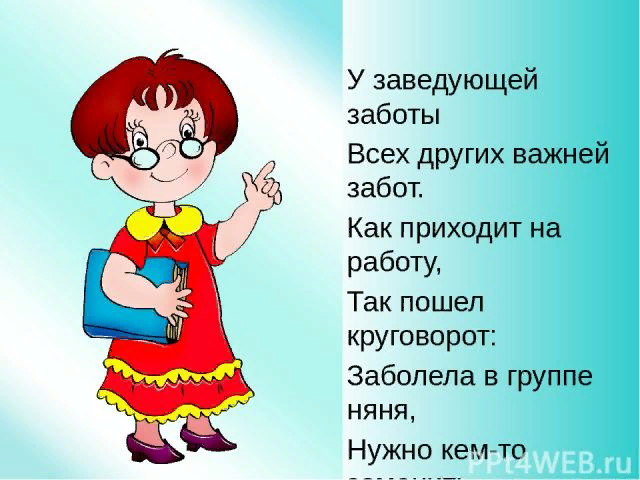 У заведующей
заботы
Всех других важней
забот.
Как приходит на
работу,
Так пошел
круговорот:
Заболела в группе
няня,
Нужно кем-то
PPt4WEB.ru